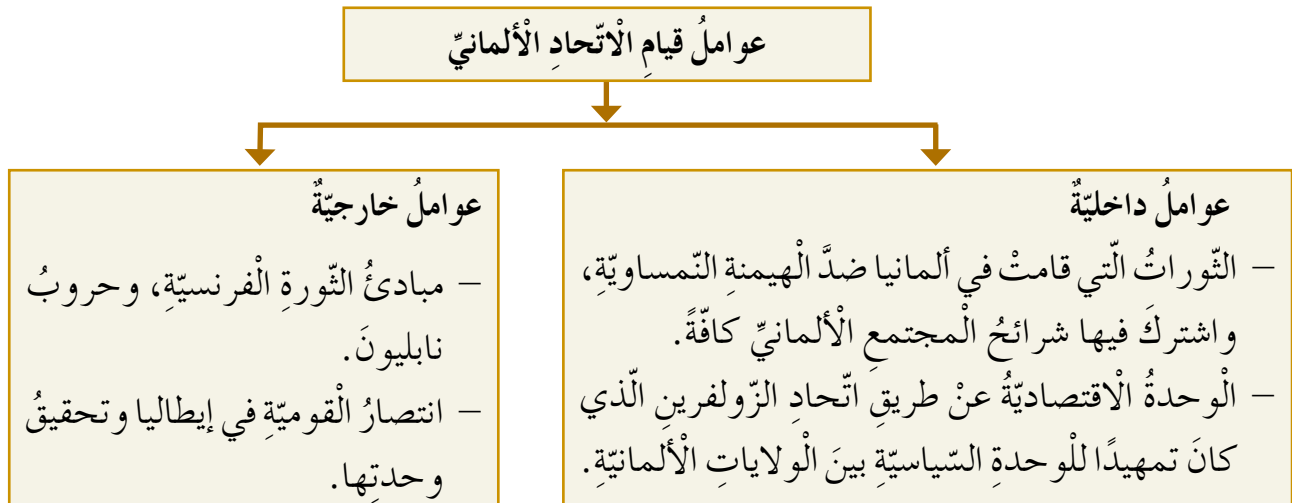 عواملُ قيامِ الْاتّحادِ الْألمانيِّ
عواملُ داخليّةٌ
– الثّوراتُ الّتي قامتْ في ألمانيا ضدَّ الْهيمنةِ النّمساويّةِ،
واشتركَ فيها شرائحُ الْمجتمعِ الْألمانيِّ كافّةً.
– الْوحدةُ الْاقتصاديّةُ عنْ طريقِ اتّحادِ الزّولفرينِ الّذي
كانَ تمهيدًا للْوحدةِ السّياسيّةِ بينَ الْولاياتِ الْألمانيّةِ.
عواملُ خارجيّةٌ
– مبادئُ الثّورةِ الْفرنسيّةِ، وحروبُ
نابليونَ.
– انتصارُ الْقوميّةِ في إيطاليا وتحقيقُ
وحدتِها.